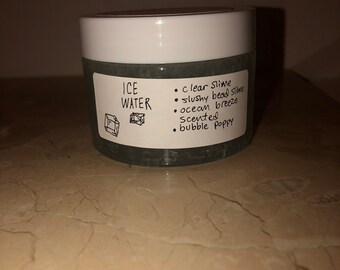 ICE
WATER
• clear slime
• slushy bead slime
• ocean breeze
scented
• bubble poppy